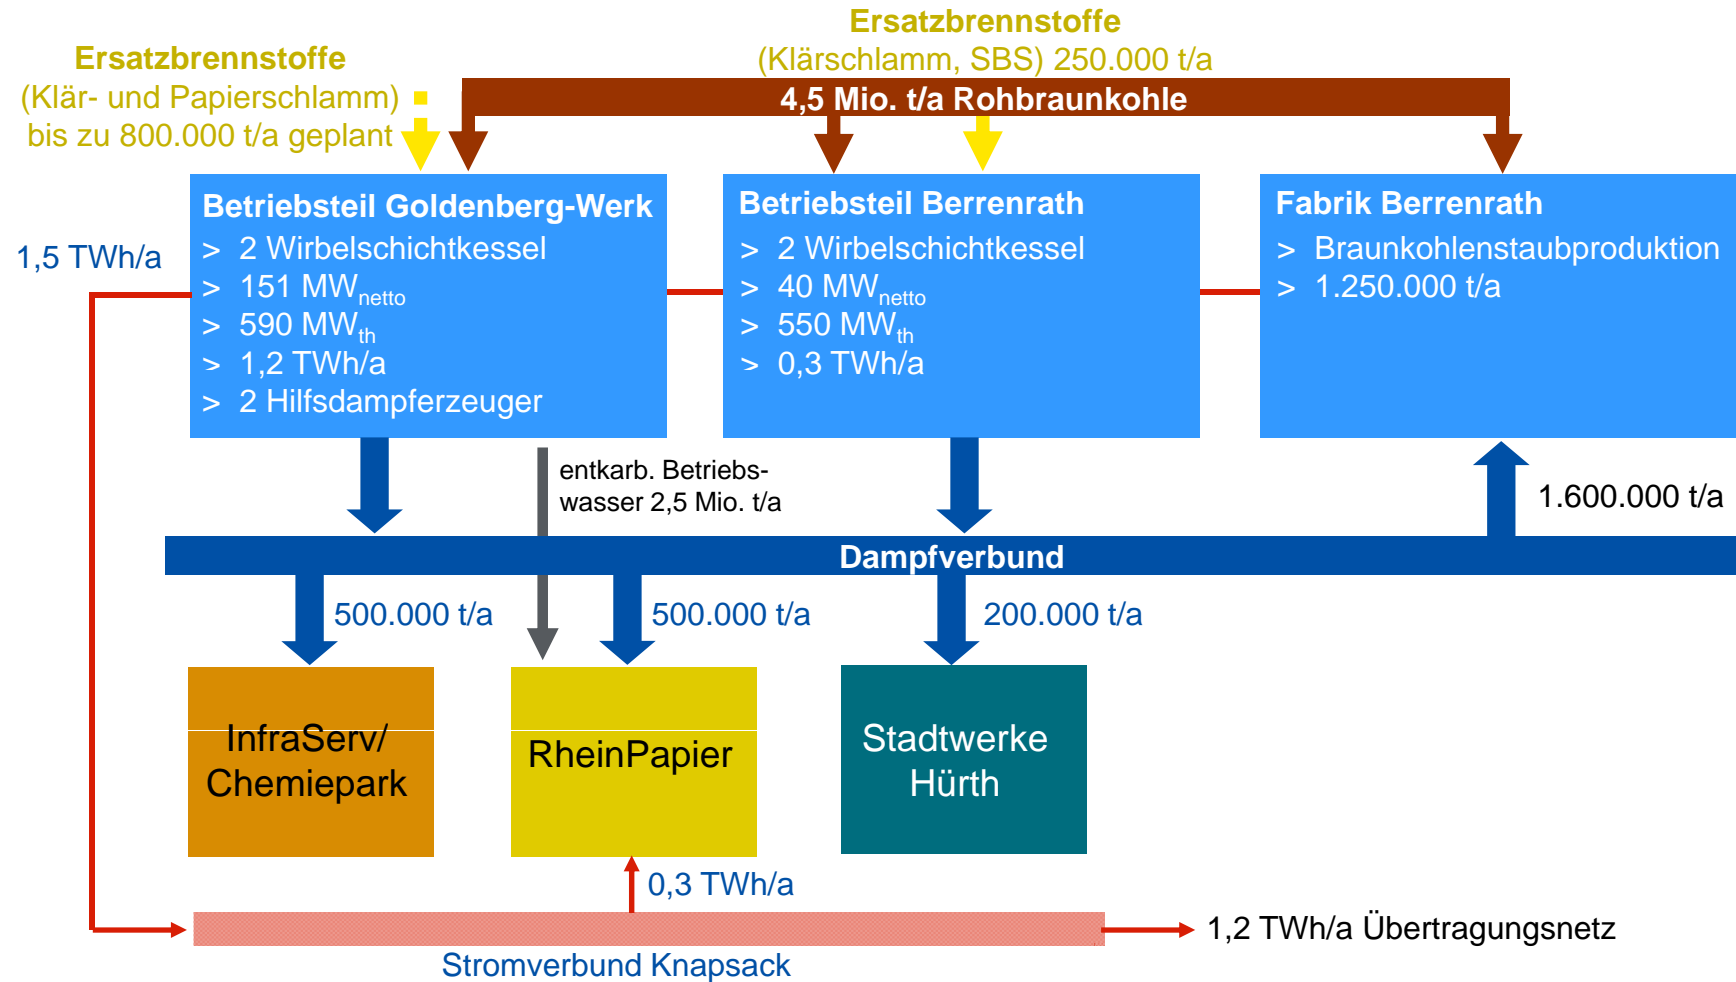 Ersatzbrennstoffe
(Klärschlamm, SBS) 250.000 t/a
Ersatzbrennstoffe
(Klär- und Papierschlamm)
bis zu 800.000 t/a geplant
4,5 Mio. t/a Rohbraunkohle
1,5 TWh/a
Betriebsteil Goldenberg-Werk
> 2 Wirbelschichtkessel
> 151 MWnetto
> 590 MWth
> 1,2 TWh/a
> 2 Hilfsdampferzeuger
Betriebsteil Berrenrath
> 2 Wirbelschichtkessel
> 40 MWnetto
> 550 MWth
> 0,3 TWh/a
Fabrik Berrenrath
> Braunkohlenstaubproduktion
> 1.250.000 t/a
entkarb. Betriebs-
wasser 2,5 Mio. t/a
1.600.000 t/a
Dampfverbund
500.000 t/a
500.000 t/a
200.000 t/a
InfraServ/
Chemiepark
RheinPapier
Stadtwerke
Hürth
0,3 TWh/a
1,2 TWh/a Übertragungsnetz
Stromverbund Knapsack